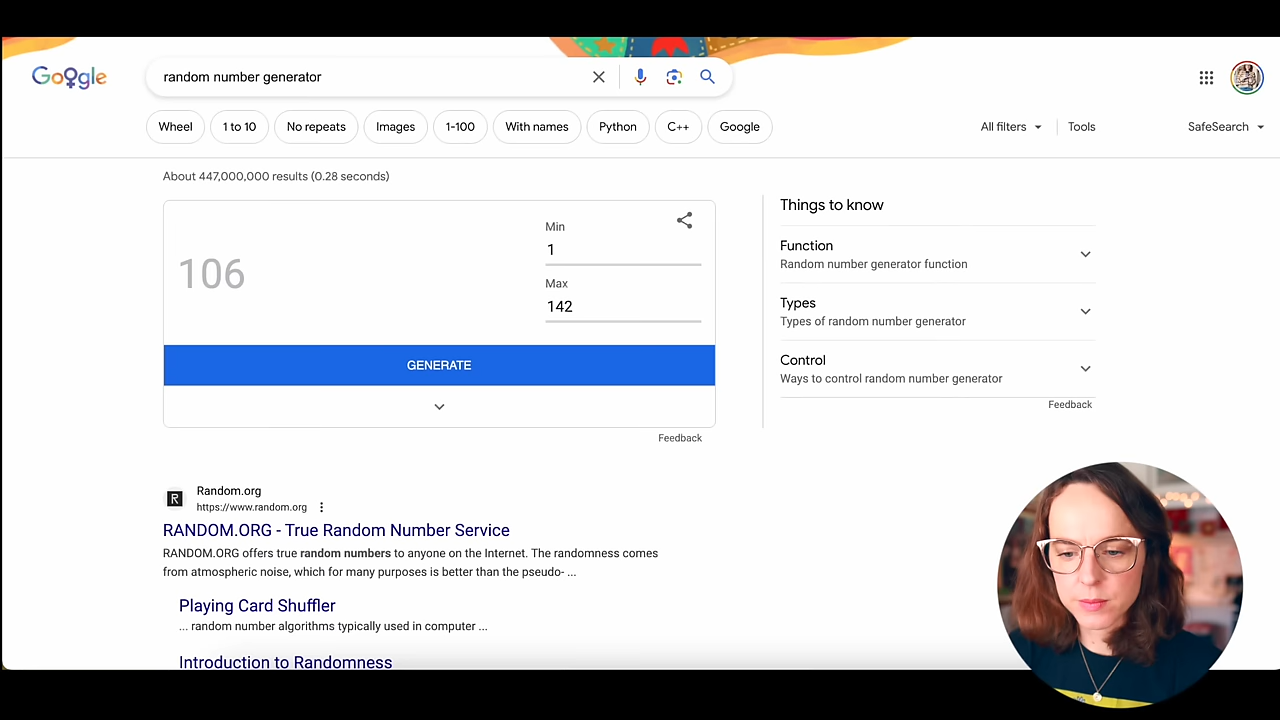 Google
random number generator
Wheel
1 to 10
No repeats
Images
1-100
With names
Python
C++
Google
All filters
Tools
SafeSearch
About 447,000,000 results (0.28 seconds)
106
Min
1
Max
142
GENERATE
Feedback
Things to know
Function
Random number generator function
Types
Types of random number generator
Control
Ways to control random number generator
Feedback
R
Random.org
https://www.random.org
RANDOM.ORG - True Random Number Service
RANDOM.ORG offers true random numbers to anyone on the Internet. The randomness comes
from atmospheric noise, which for many purposes is better than the pseudo- ...
Playing Card Shuffler
... random number algorithms typically used in computer ...
Introduction to Randomness